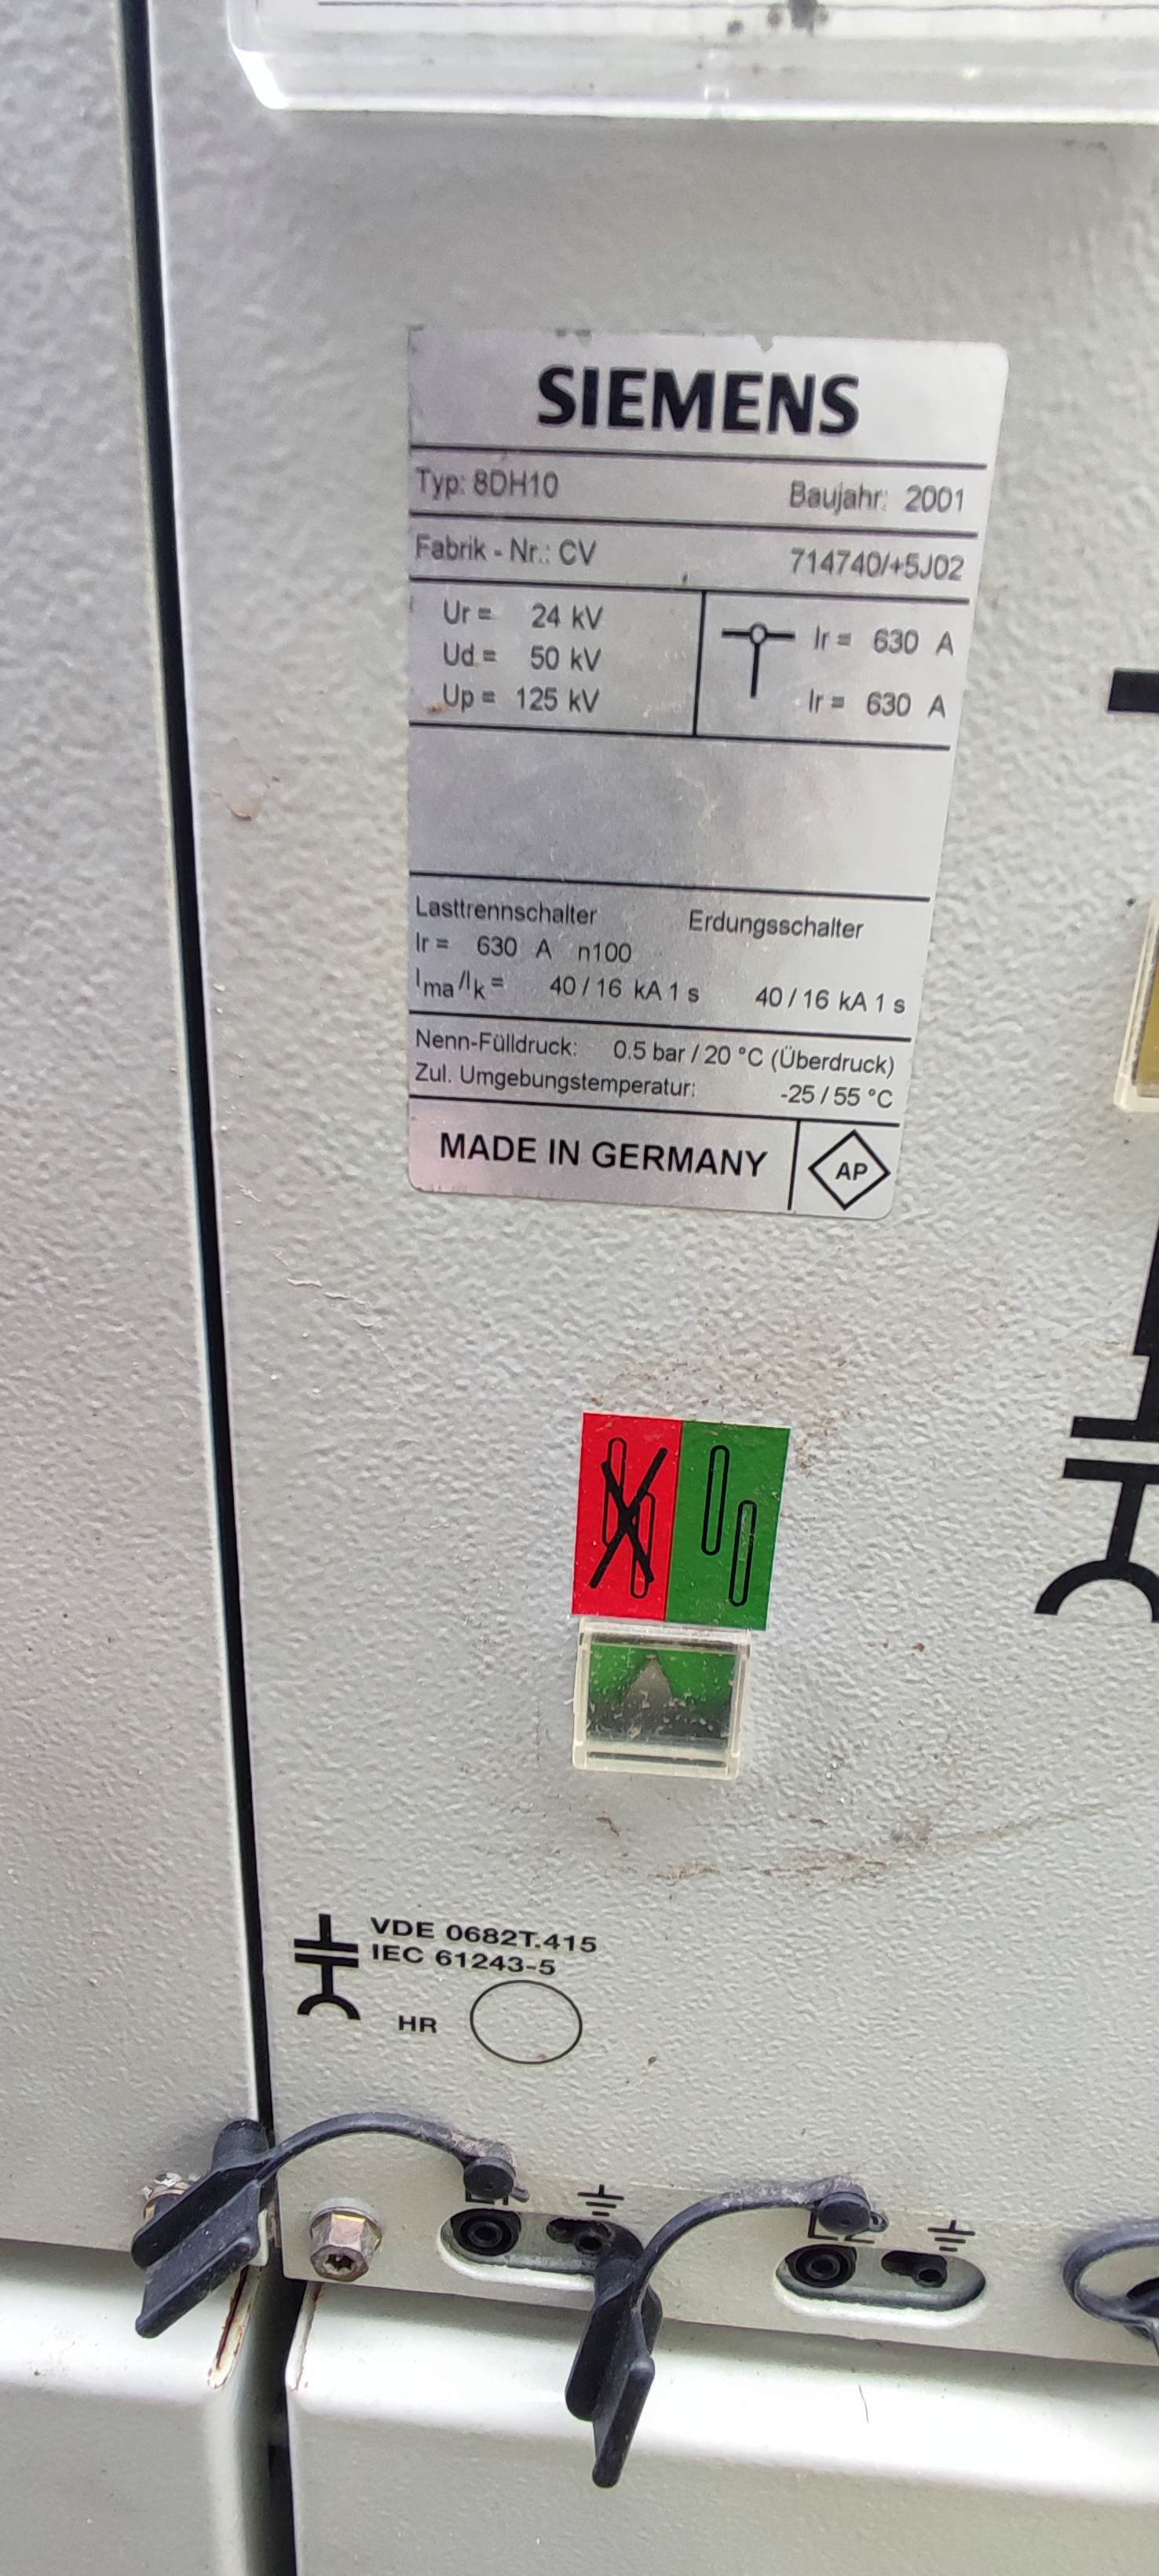 SIEMENS
Typ: 8DH10 Baujahr: 2001
Fabrik - Nr.: CV 714740/+5J02
Ur = 24 kV
Ud = 50 kV
Up = 125 kV
Ir = 630 A
Ir = 630 A
Lasttrennschalter Erdungsschalter
Ir = 630 A n100
Ima/Ik = 40 / 16 kA 1 s 40 / 16 kA 1 s
Nenn-Fülldruck: 0.5 bar / 20 °C (Überdruck)
Zul. Umgebungstemperatur: -25 / 55 °C
MADE IN GERMANY AP
VDE 0682T.415
IEC 61243-5
HR
L2